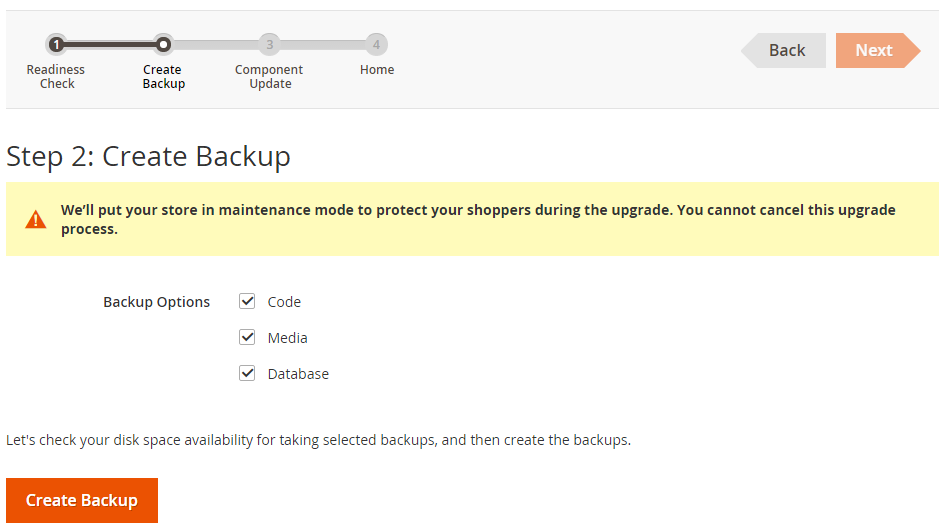 1
3
4
Readiness
Check
Create
Backup
Component
Update
Home
Back
Next
Step 2: Create Backup
We’ll put your store in maintenance mode to protect your shoppers during the upgrade. You cannot cancel this upgrade
process.
Backup Options
Code
Media
Database
Let's check your disk space availability for taking selected backups, and then create the backups.
Create Backup